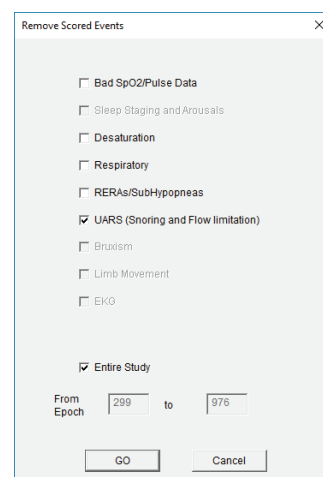 Remove Scored Events
Bad SpO2/Pulse Data
Sleep Staging and Arousals
Desaturation
Respiratory
RERAs/SubHypopneas
UARS (Snoring and Flow limitation)
Bruxism
Limb Movement
EKG
Entire Study
From Epoch 299 to 976
GO Cancel